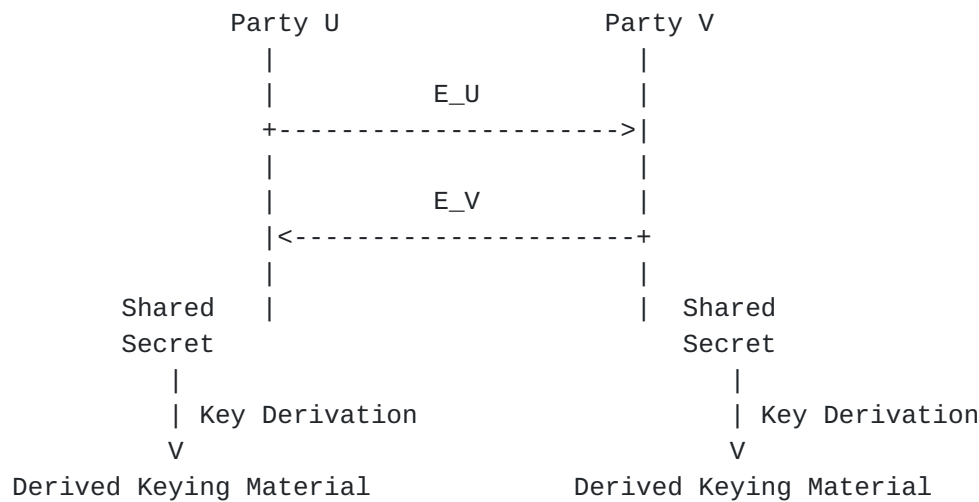 Party U                 Party V
|                       |
|          E_U          |
+---------------------->|
|                       |
|          E_V          |
|<----------------------+
|                       |
Shared   |                       |  Shared
Secret                              Secret
|                                   |
| Key Derivation                    | Key Derivation
V                                   V
Derived Keying Material             Derived Keying Material